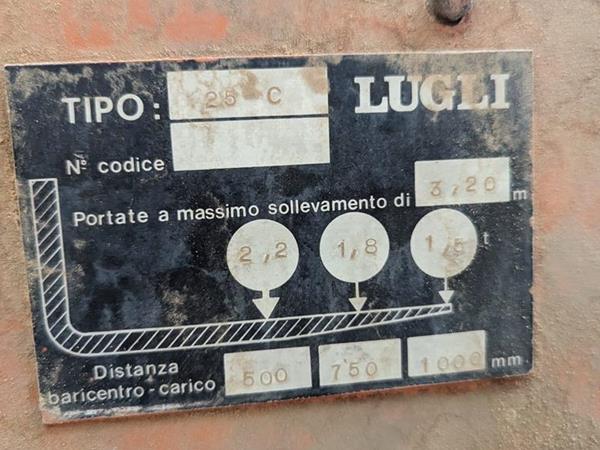 TIPO: 25 C LUGLI
N° codice
Portate a massimo sollevamento di 3,20 m
2,2 1,8 1,5 t
Distanza
baricentro-carico 500 750 1000 mm